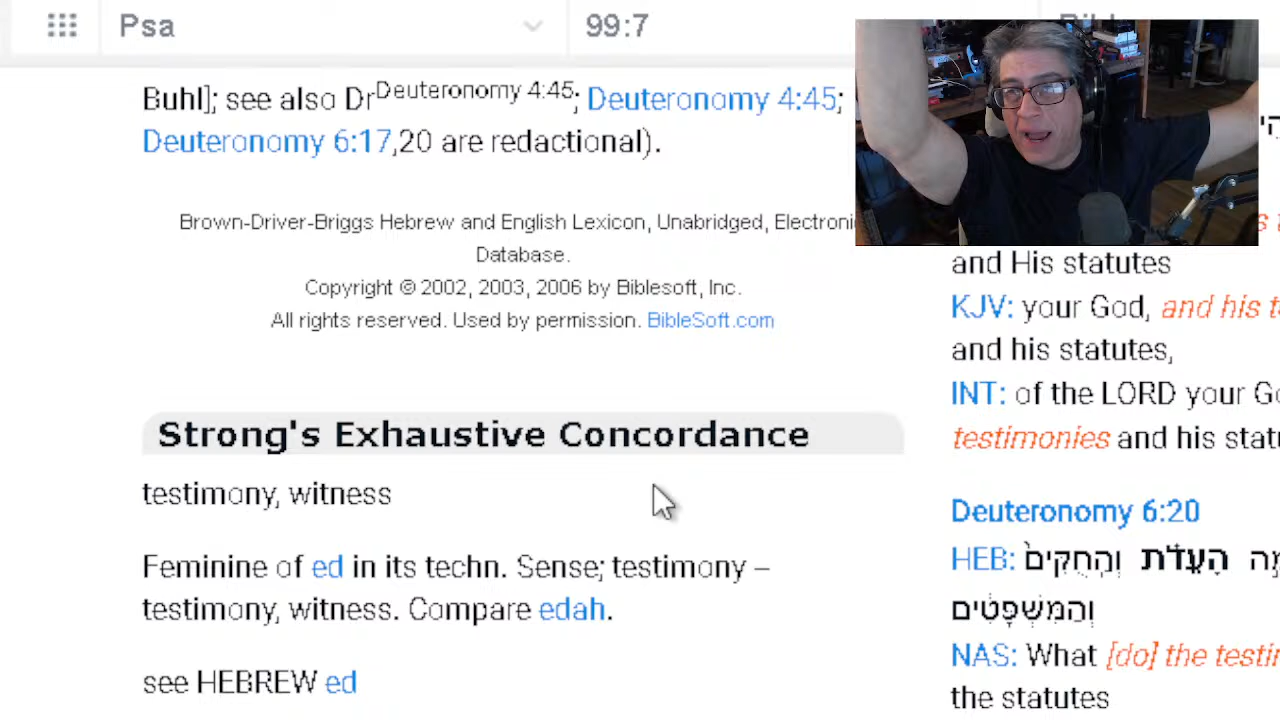 Psa
99:7
Buhl]; see also DrDeuteronomy 4:45; Deuteronomy 4:45;
Deuteronomy 6:17,20 are redactional).
Brown-Driver-Briggs Hebrew and English Lexicon, Unabridged, Electroni
Database.
Copyright © 2002, 2003, 2006 by Biblesoft, Inc.
All rights reserved. Used by permission. BibleSoft.com
Strong's Exhaustive Concordance
testimony, witness
Feminine of ed in its techn. Sense; testimony –
testimony, witness. Compare edah.
see HEBREW ed
and His statutes
KJV: your God, and his t
and his statutes,
INT: of the LORD your Go
testimonies and his statu
Deuteronomy 6:20
HEB: מָ֣ה הָעֵדֹ֗ת וְהַֽחֻקִּים֙
וְהַמִּשְׁפָּטִ֔ים
NAS: What [do] the testin
the statutes